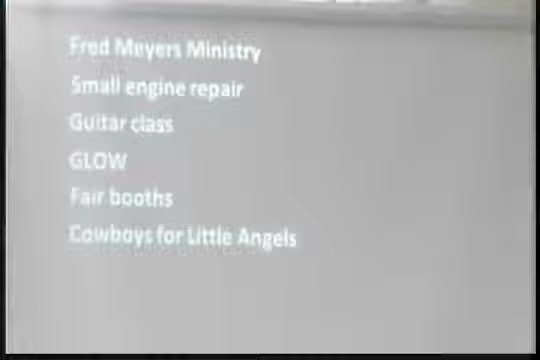 Fred Meyers Ministry
Small engine repair
Guitar class
GLOW
Fair booths
Cowboys for Little Angels